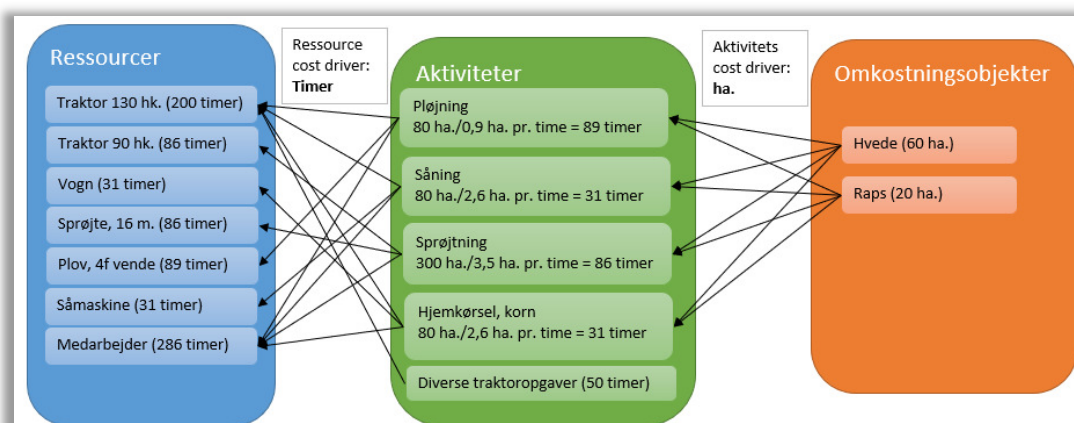 Ressourcer
Traktor 130 hk. (200 timer)
Traktor 90 hk. (86 timer)
Vogn (31 timer)
Sprøjte, 16 m. (86 timer)
Plov, 4f vende (89 timer)
Såmaskine (31 timer)
Medarbejder (286 timer)
Ressource
cost driver:
Timer
Aktiviteter
Pløjning
80 ha./0,9 ha. pr. time = 89 timer
Såning
80 ha./2,6 ha. pr. time = 31 timer
Sprøjtning
300 ha./3,5 ha. pr. time = 86 timer
Hjemkørsel, korn
80 ha./2,6 ha. pr. time = 31 timer
Diverse traktoropgaver (50 timer)
Aktivitets
cost driver:
ha.
Omkostningsobjekter
Hvede (60 ha.)
Raps (20 ha.)